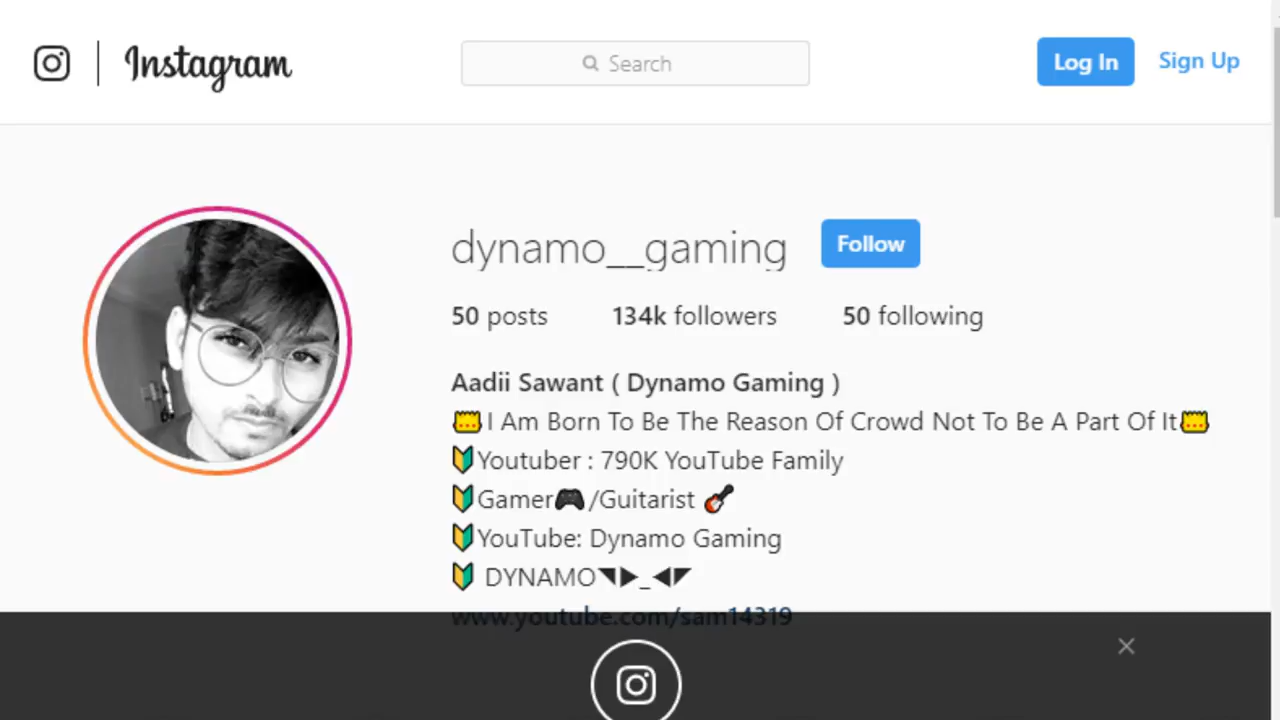 Instagram
Search
Log In
Sign Up
dynamo__gaming
Follow
50 posts 134k followers 50 following
Aadii Sawant ( Dynamo Gaming )
I Am Born To Be The Reason Of Crowd Not To Be A Part Of It
🔰Youtuber : 790K YouTube Family
🔰Gamer🎮/Guitarist 🎸
🔰YouTube: Dynamo Gaming
🔰 DYNAMO◥▶_◀◤
www.youtube.com/sam14319